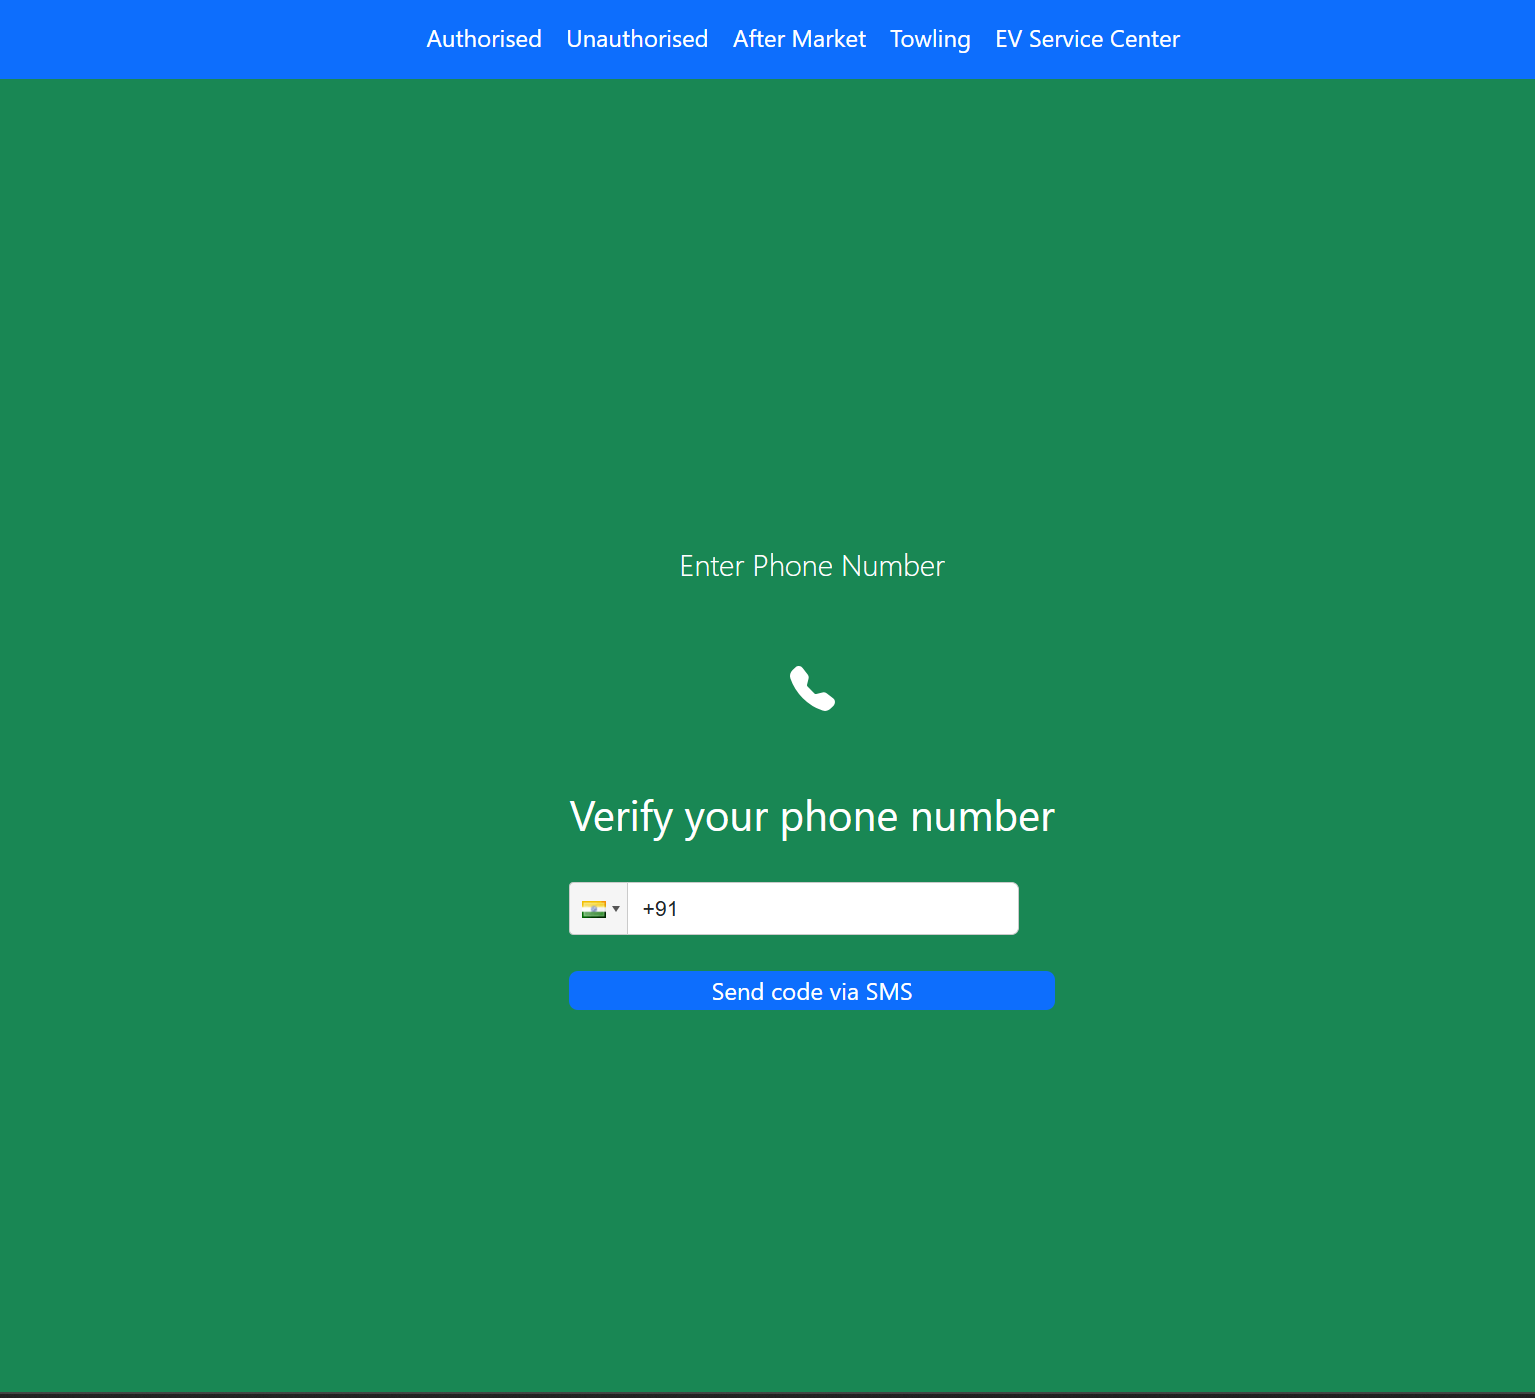 Authorised Unauthorised After Market Towling EV Service Center
Enter Phone Number
Verify your phone number
+91
Send code via SMS